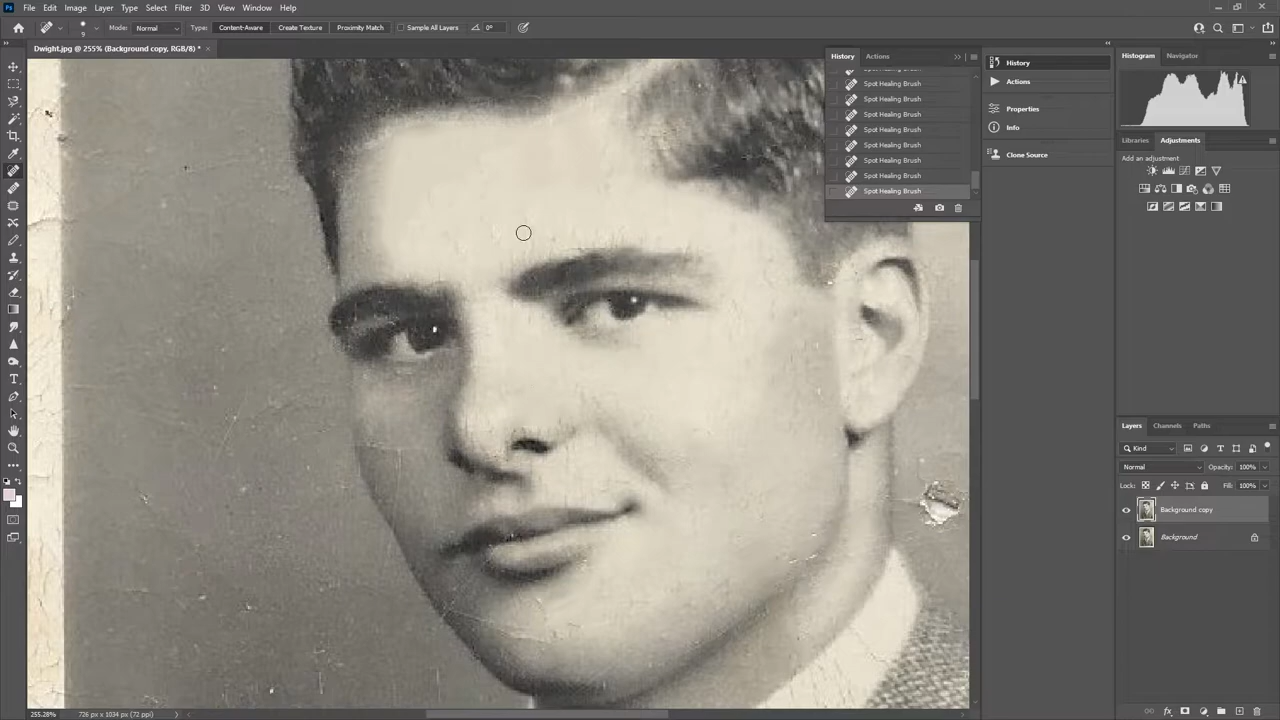 Ps File Edit Image Layer Type Select Filter 3D View Window Help
9 Mode: Normal Type: Content-Aware Create Texture Proximity Match Sample All Layers 0°
Dwight.jpg @ 255% (Background copy, RGB/8) * ×
History Actions
Spot Healing Brush
Spot Healing Brush
Spot Healing Brush
Spot Healing Brush
Spot Healing Brush
Spot Healing Brush
Spot Healing Brush
Spot Healing Brush
History
Actions
Properties
Info
Clone Source
Histogram Navigator
Libraries Adjustments
Add an adjustment
Layers Channels Paths
Kind
Normal Opacity: 100%
Lock: Fill: 100%
Background copy
Background
255.28% 726 px x 1034 px (72 ppi)